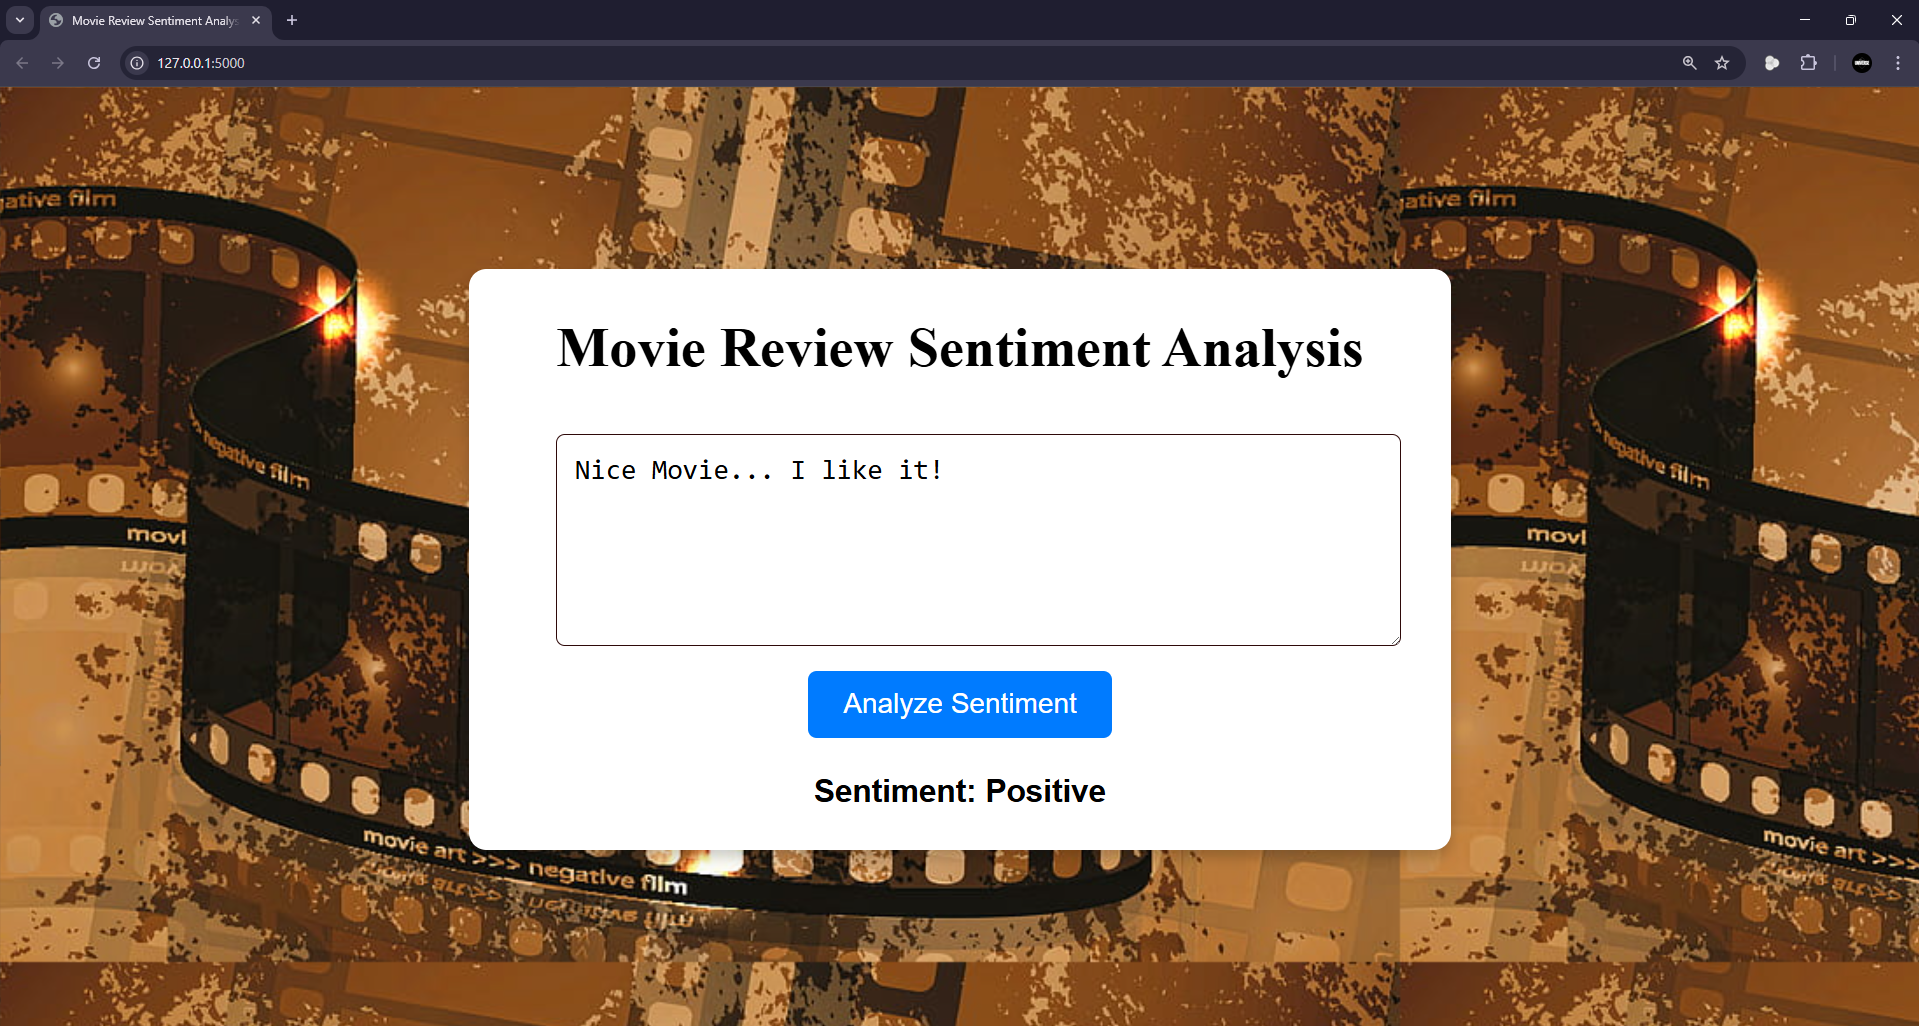 Movie Review Sentiment Analys
127.0.0.1:5000
ative film
ative film
Movie Review Sentiment Analysis
Nice Movie... I like it!
negative film
negative film
movi
movi
Analyze Sentiment
Sentiment: Positive
movie art >>> negative film
movie art >>>